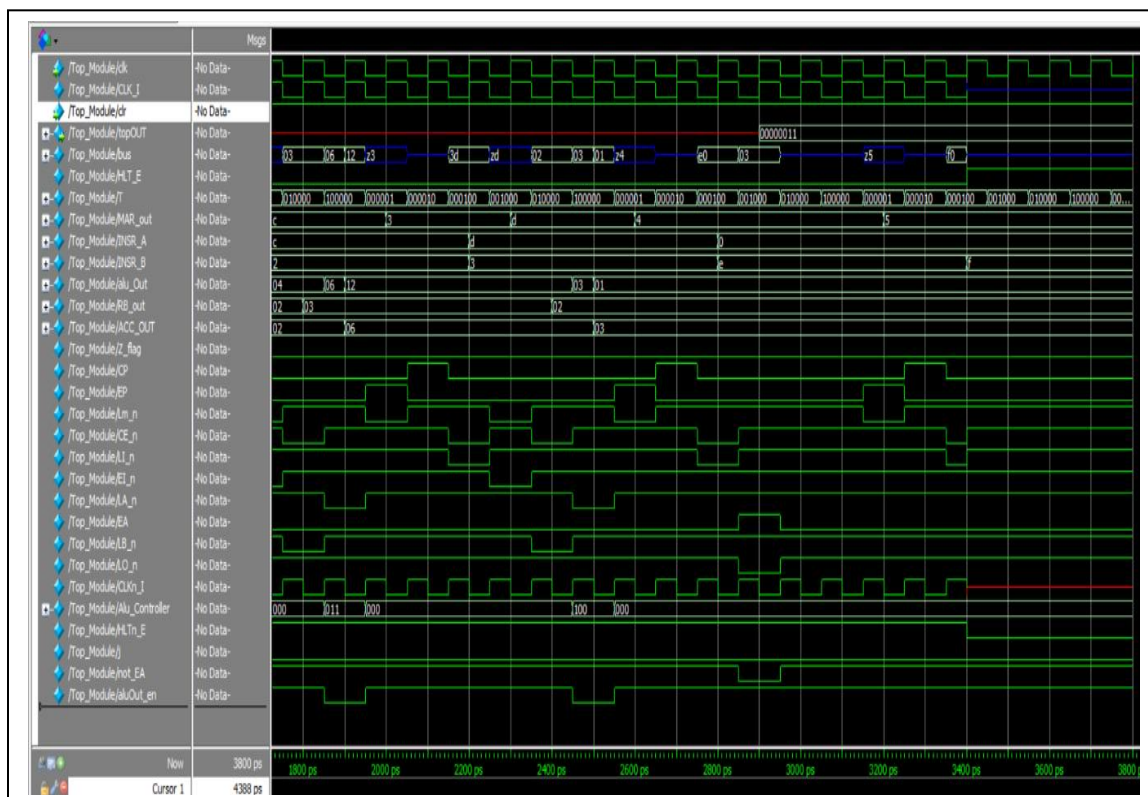 Msgs
/Top_Module/clk -No Data-
/Top_Module/CLK_I -No Data-
/Top_Module/clr -No Data-
/Top_Module/topOUT -No Data- 00000011
/Top_Module/bus -No Data- 03 06 12 z3 3d zd 02 03 01 z4 e0 03 z5 f0
/Top_Module/HLT_E -No Data-
/Top_Module/T -No Data- 010000 100000 000001 000010 000100 001000 010000 100000 000001 000010 000100 001000 010000 100000 000001 000010 000100 001000 010000 100000 00...
/Top_Module/MAR_out -No Data- c 3 d 4 5
/Top_Module/INSR_A -No Data- c d 0
/Top_Module/INSR_B -No Data- 2 3 e f
/Top_Module/alu_Out -No Data- 04 06 12 03 01
/Top_Module/RB_out -No Data- 02 03 02
/Top_Module/ACC_OUT -No Data- 02 06 03
/Top_Module/Z_flag -No Data-
/Top_Module/CP -No Data-
/Top_Module/EP -No Data-
/Top_Module/Lm_n -No Data-
/Top_Module/CE_n -No Data-
/Top_Module/LI_n -No Data-
/Top_Module/EI_n -No Data-
/Top_Module/LA_n -No Data-
/Top_Module/EA -No Data-
/Top_Module/LB_n -No Data-
/Top_Module/LO_n -No Data-
/Top_Module/CLKn_I -No Data-
/Top_Module/Alu_Controller -No Data- 000 011 000 100 000
/Top_Module/HLTn_E -No Data-
/Top_Module/j -No Data-
/Top_Module/not_EA -No Data-
/Top_Module/aluOut_en -No Data-
Now 3800 ps 1800 ps 2000 ps 2200 ps 2400 ps 2600 ps 2800 ps 3000 ps 3200 ps 3400 ps 3600 ps 3800
Cursor 1 4388 ps